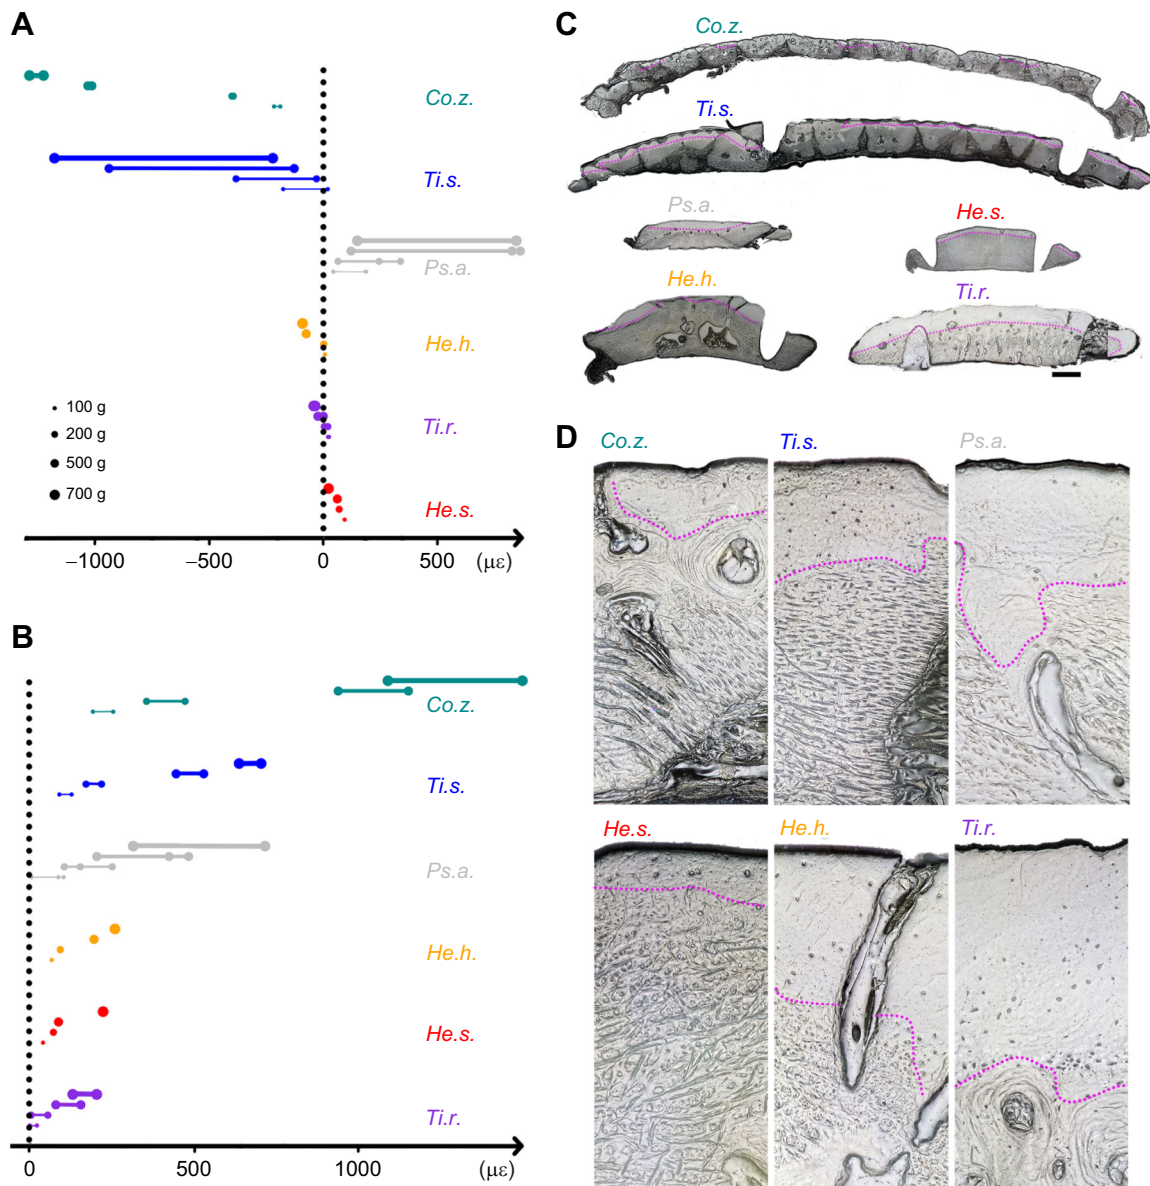 A
Co.z.
Ti.s.
Ps.a.
He.h.
Ti.r.
He.s.
100 g
200 g
500 g
700 g
−1000
−500
0
500
(με)
B
Co.z.
Ti.s.
Ps.a.
He.h.
He.s.
Ti.r.
0
500
1000
(με)
C
Co.z.
Ti.s.
Ps.a.
He.s.
He.h.
Ti.r.
D
Co.z.
Ti.s.
Ps.a.
He.s.
He.h.
Ti.r.